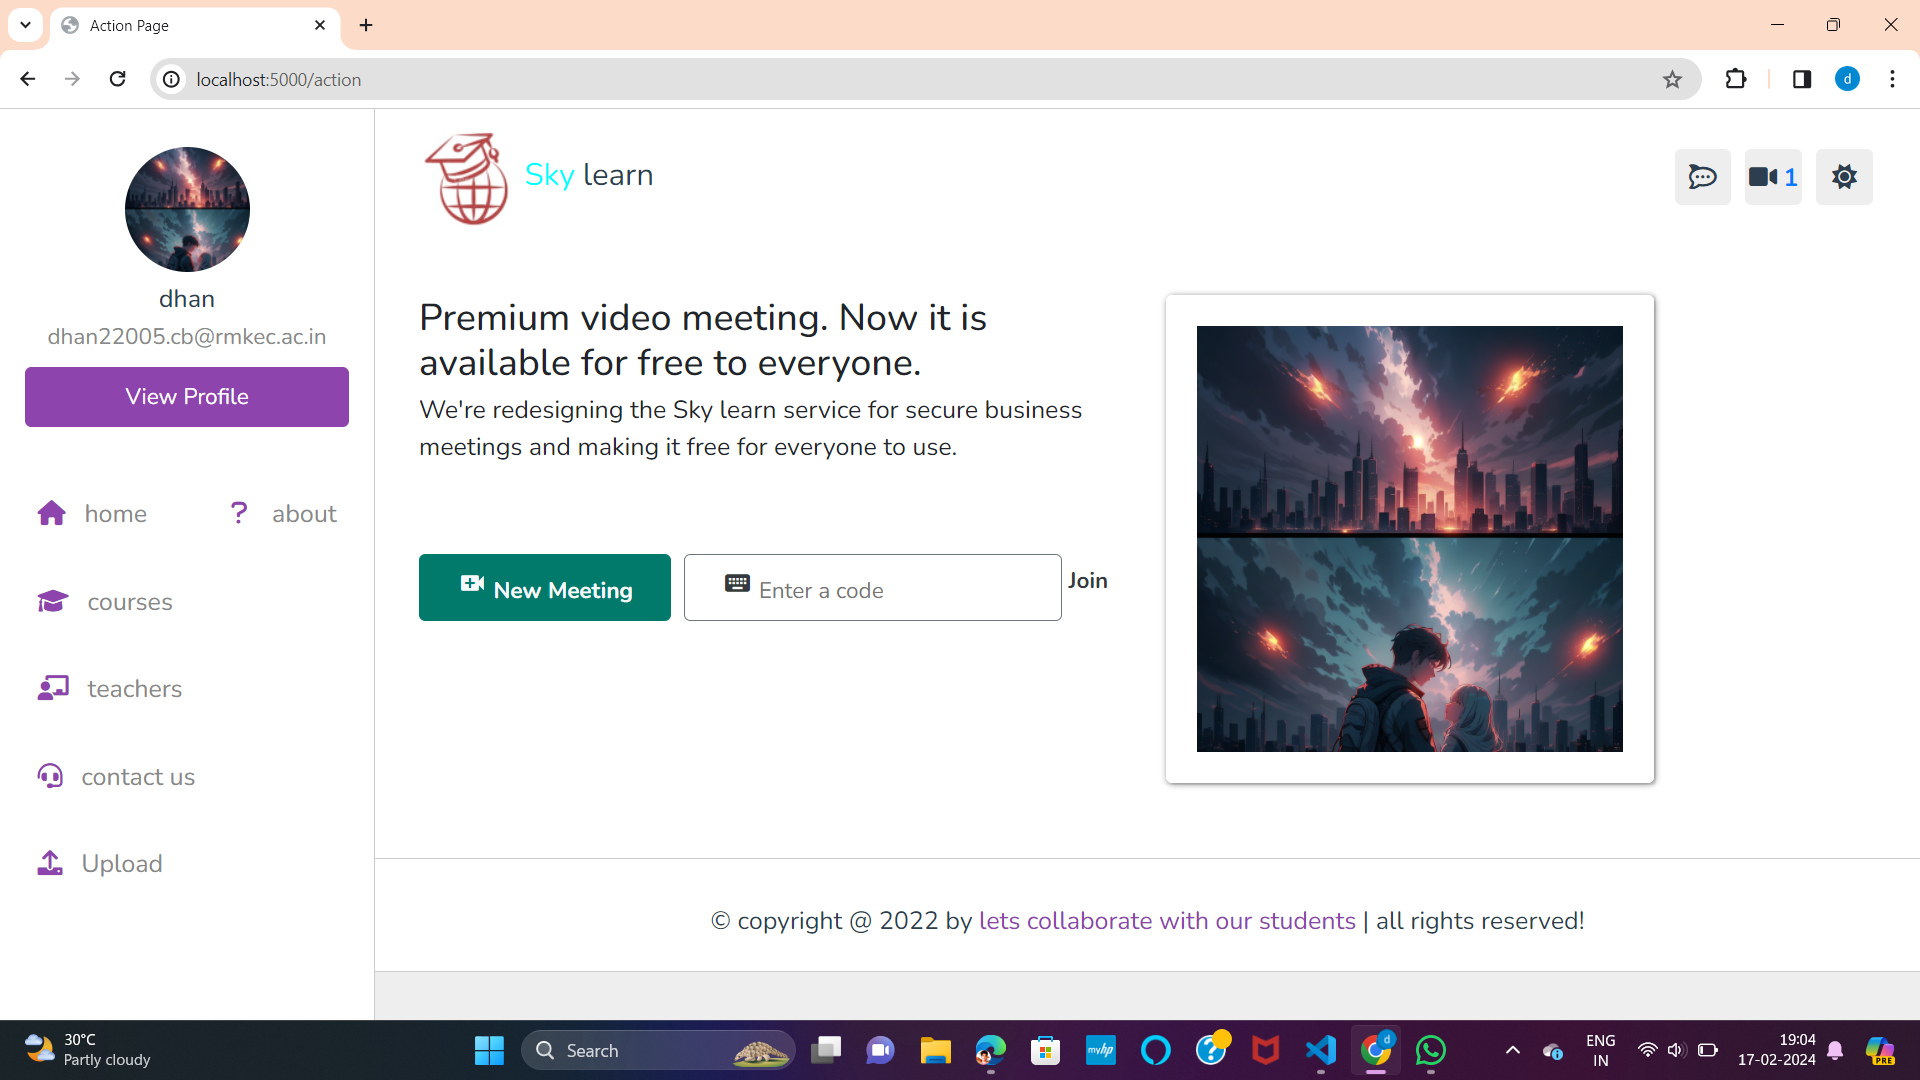 Action Page
localhost:5000/action
d
Sky learn
1
dhan
dhan22005.cb@rmkec.ac.in
View Profile
home
about
courses
teachers
contact us
Upload
Premium video meeting. Now it is
available for free to everyone.
We're redesigning the Sky learn service for secure business
meetings and making it free for everyone to use.
New Meeting
Enter a code
Join
© copyright @ 2022 by lets collaborate with our students | all rights reserved!
30°C
Partly cloudy
Search
myhp
d
ENG
IN
19:04
17-02-2024
PRE